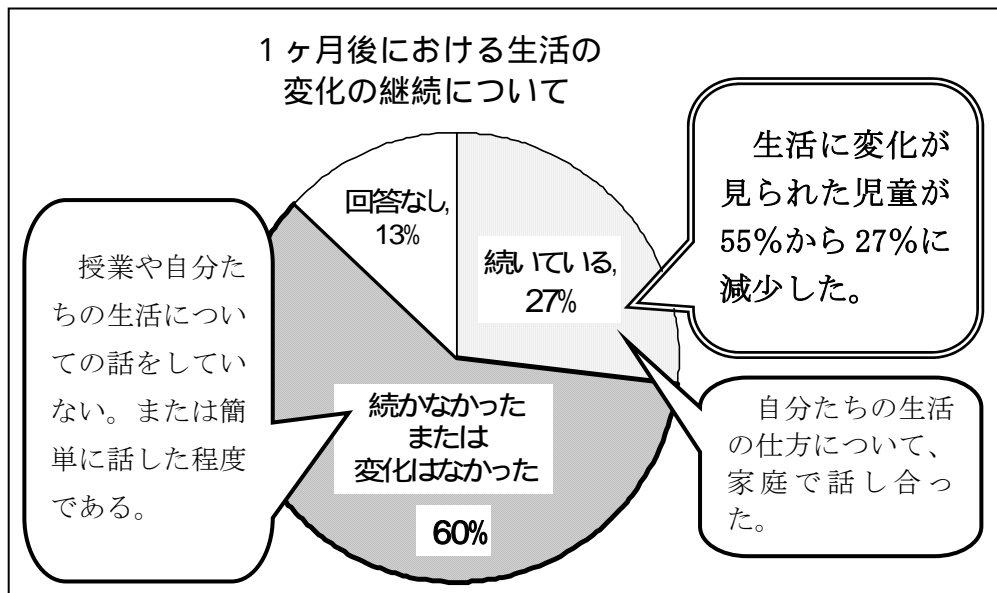 1ヶ月後における生活の
変化の継続について
生活に変化が
見られた児童が
55%から27%に
減少した。
回答なし,
13%
続いている,
27%
授業や自分た
ちの生活につい
ての話をしてい
ない。または簡
単に話した程度
である。
続かなかった
または
変化はなかった
60%
自分たちの生活
の仕方について、
家庭で話し合っ
た。